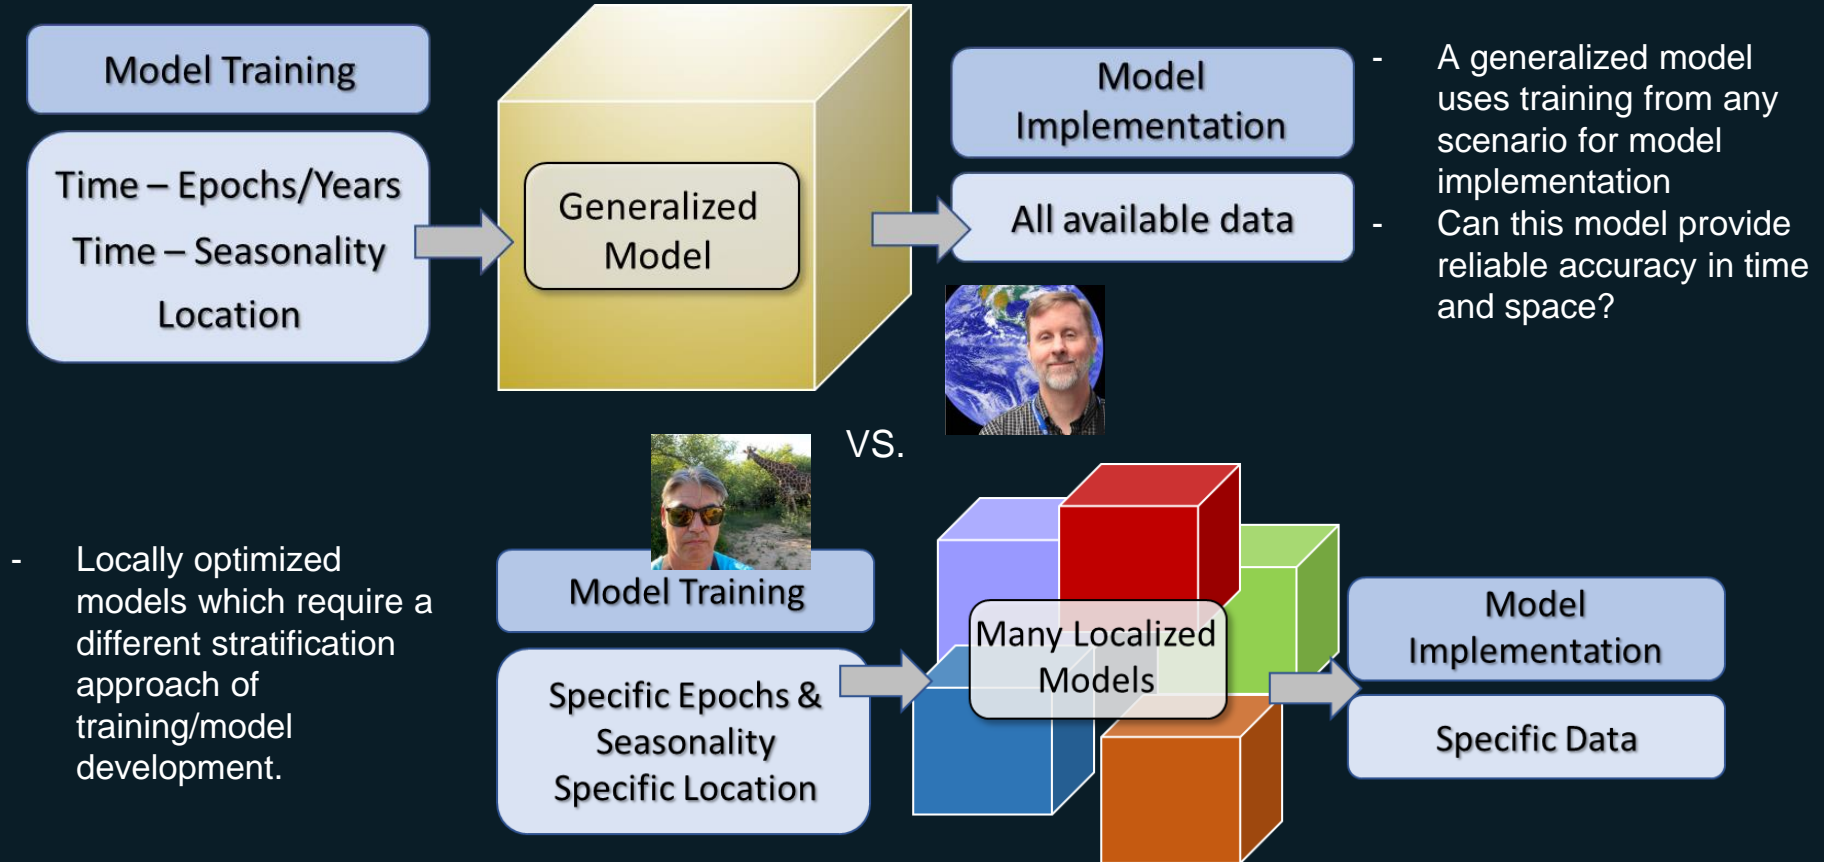 Model Training
Time – Epochs/Years
Time – Seasonality
Location
Generalized
Model
Model
Implementation
All available data
- A generalized model
uses training from any
scenario for model
implementation
- Can this model provide
reliable accuracy in time
and space?
VS.
- Locally optimized
models which require a
different stratification
approach of
training/model
development.
Model Training
Specific Epochs &
Seasonality
Specific Location
Many Localized
Models
Model
Implementation
Specific Data